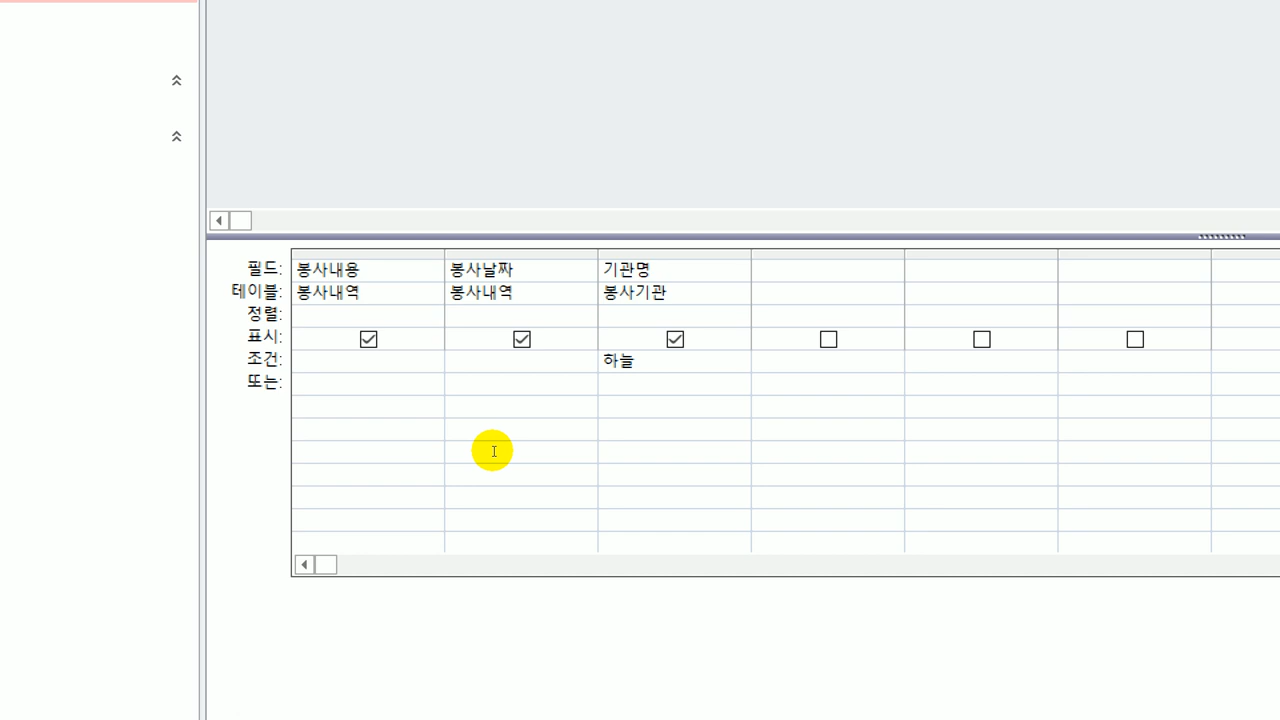 필드: 봉사내용 봉사날짜 기관명
테이블: 봉사내역 봉사내역 봉사기관
정렬:
표시:
조건: 하늘
또는: